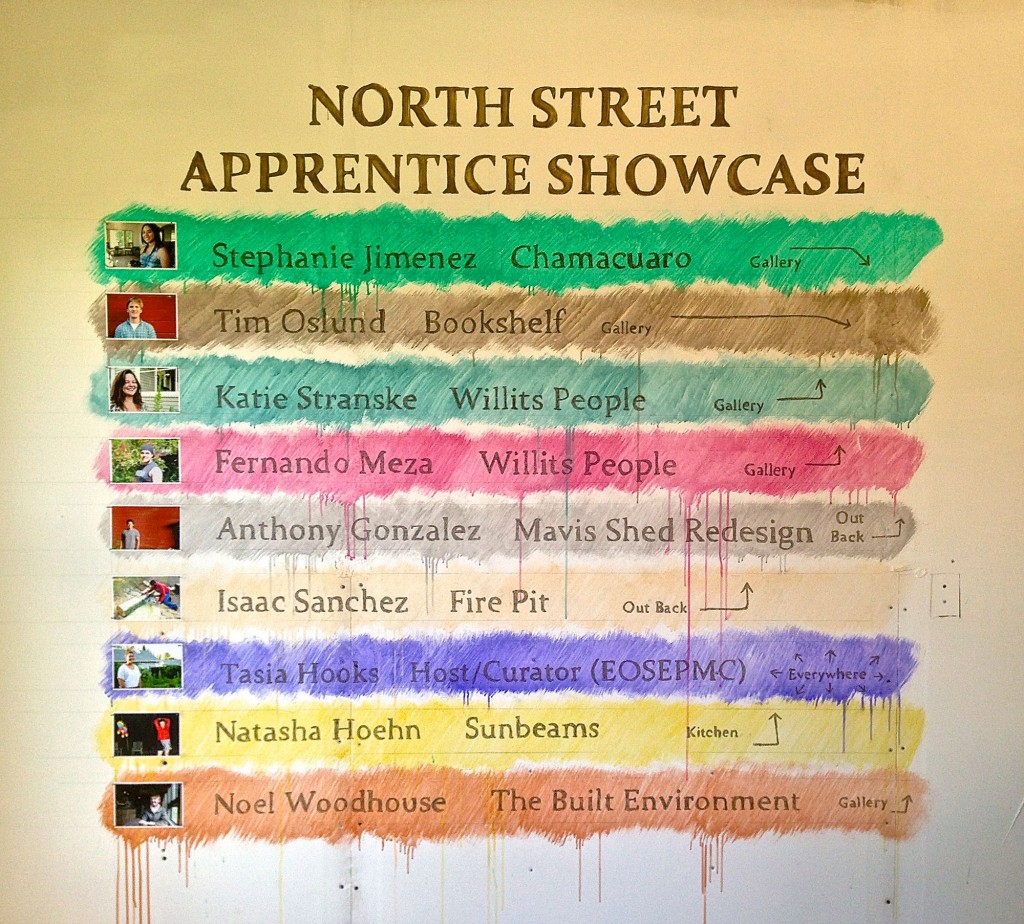 NORTH STREET
APPRENTICE SHOWCASE
Stephanie Jimenez Chamacuaro Gallery
Tim Oslund Bookshelf Gallery
Katie Stranske Willits People Gallery
Fernando Meza Willits People Gallery
Anthony Gonzalez Mavis Shed Redesign Out Back
Isaac Sanchez Fire Pit Out Back
Tasia Hooks Host/Curator (EOSEPMC) Everywhere
Natasha Hoehn Sunbeams Kitchen
Noel Woodhouse The Built Environment Gallery